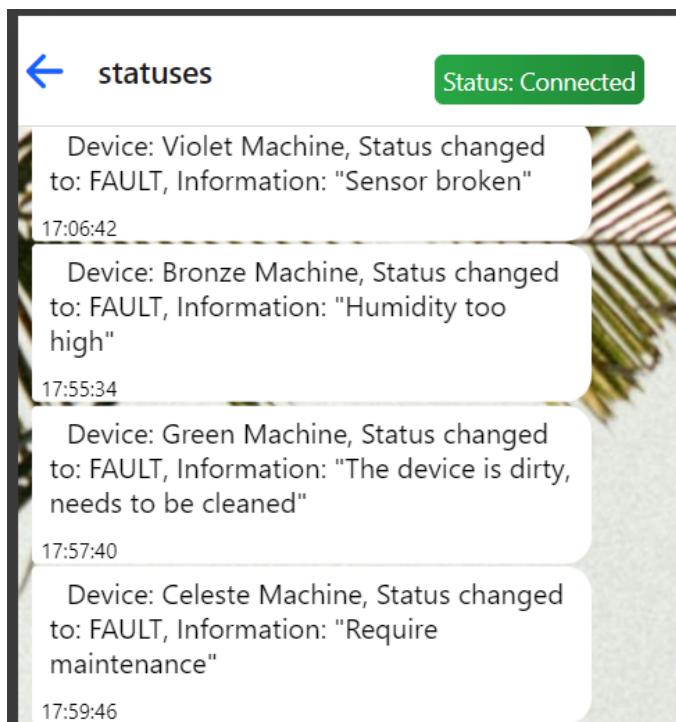 statuses
Status: Connected
Device: Violet Machine, Status changed
to: FAULT, Information: "Sensor broken"
17:06:42
Device: Bronze Machine, Status changed
to: FAULT, Information: "Humidity too
high"
17:55:34
Device: Green Machine, Status changed
to: FAULT, Information: "The device is dirty,
needs to be cleaned"
17:57:40
Device: Celeste Machine, Status changed
to: FAULT, Information: "Require
maintenance"
17:59:46